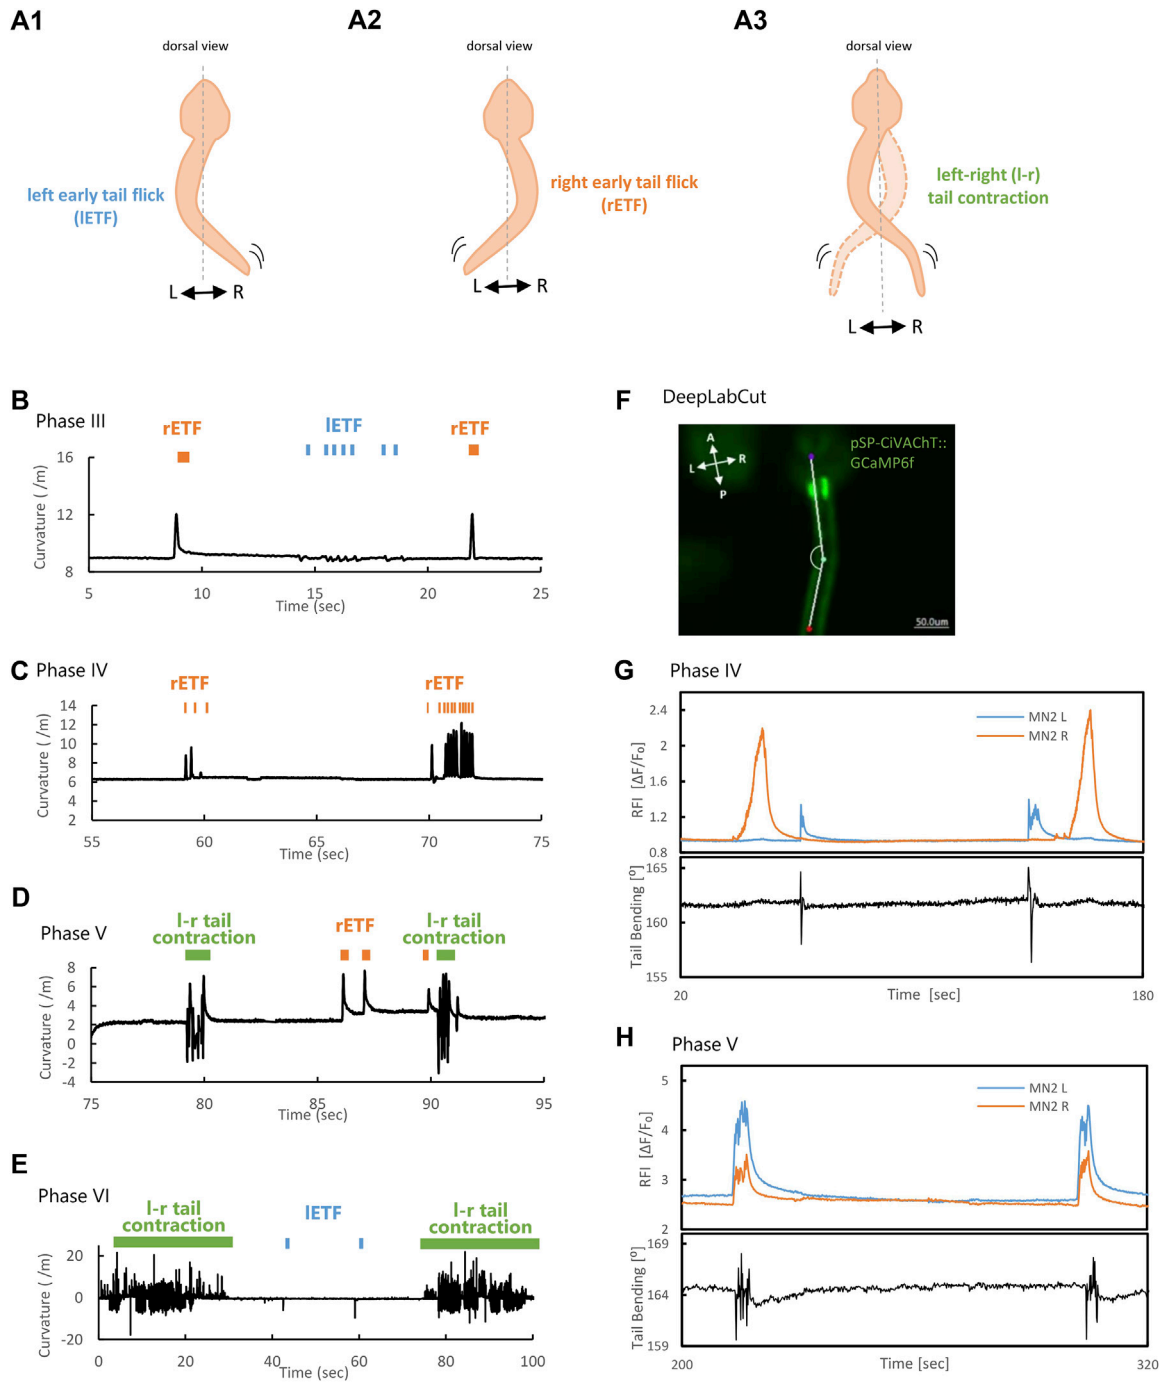 A1
dorsal view
left early tail flick
(lETF)
L R
A2
dorsal view
right early tail flick
(rETF)
L R
A3
dorsal view
left-right (l-r)
tail contraction
L R
B
Phase III
rETF lETF rETF
16
12
8
Curvature ( /m)
5 10 15 20 25
Time (sec)
C
Phase IV
rETF rETF
14
12
10
8
6
4
2
Curvature ( /m)
55 60 65 70 75
Time (sec)
D
Phase V
l-r tail
contraction
rETF
l-r tail
contraction
8
6
4
2
0
-2
-4
Curvature ( /m)
75 80 85 90 95
Time (sec)
E
Phase VI
l-r tail
contraction
lETF
l-r tail
contraction
20
0
-20
Curvature (/m)
0 20 40 60 80 100
Time (sec)
F
DeepLabCut
A
L R
P
pSP-CiVAChT::
GCaMP6f
50.0um
G
Phase IV
2.4
2
1.6
1.2
0.8
RFI [ΔF/F₀]
MN2 L
MN2 R
165
160
155
Tail Bending [⁰]
20 180
Time [sec]
H
Phase V
5
4
3
2
RFI [ΔF/F₀]
MN2 L
MN2 R
169
164
159
Tail Bending [⁰]
200 320
Time [sec]